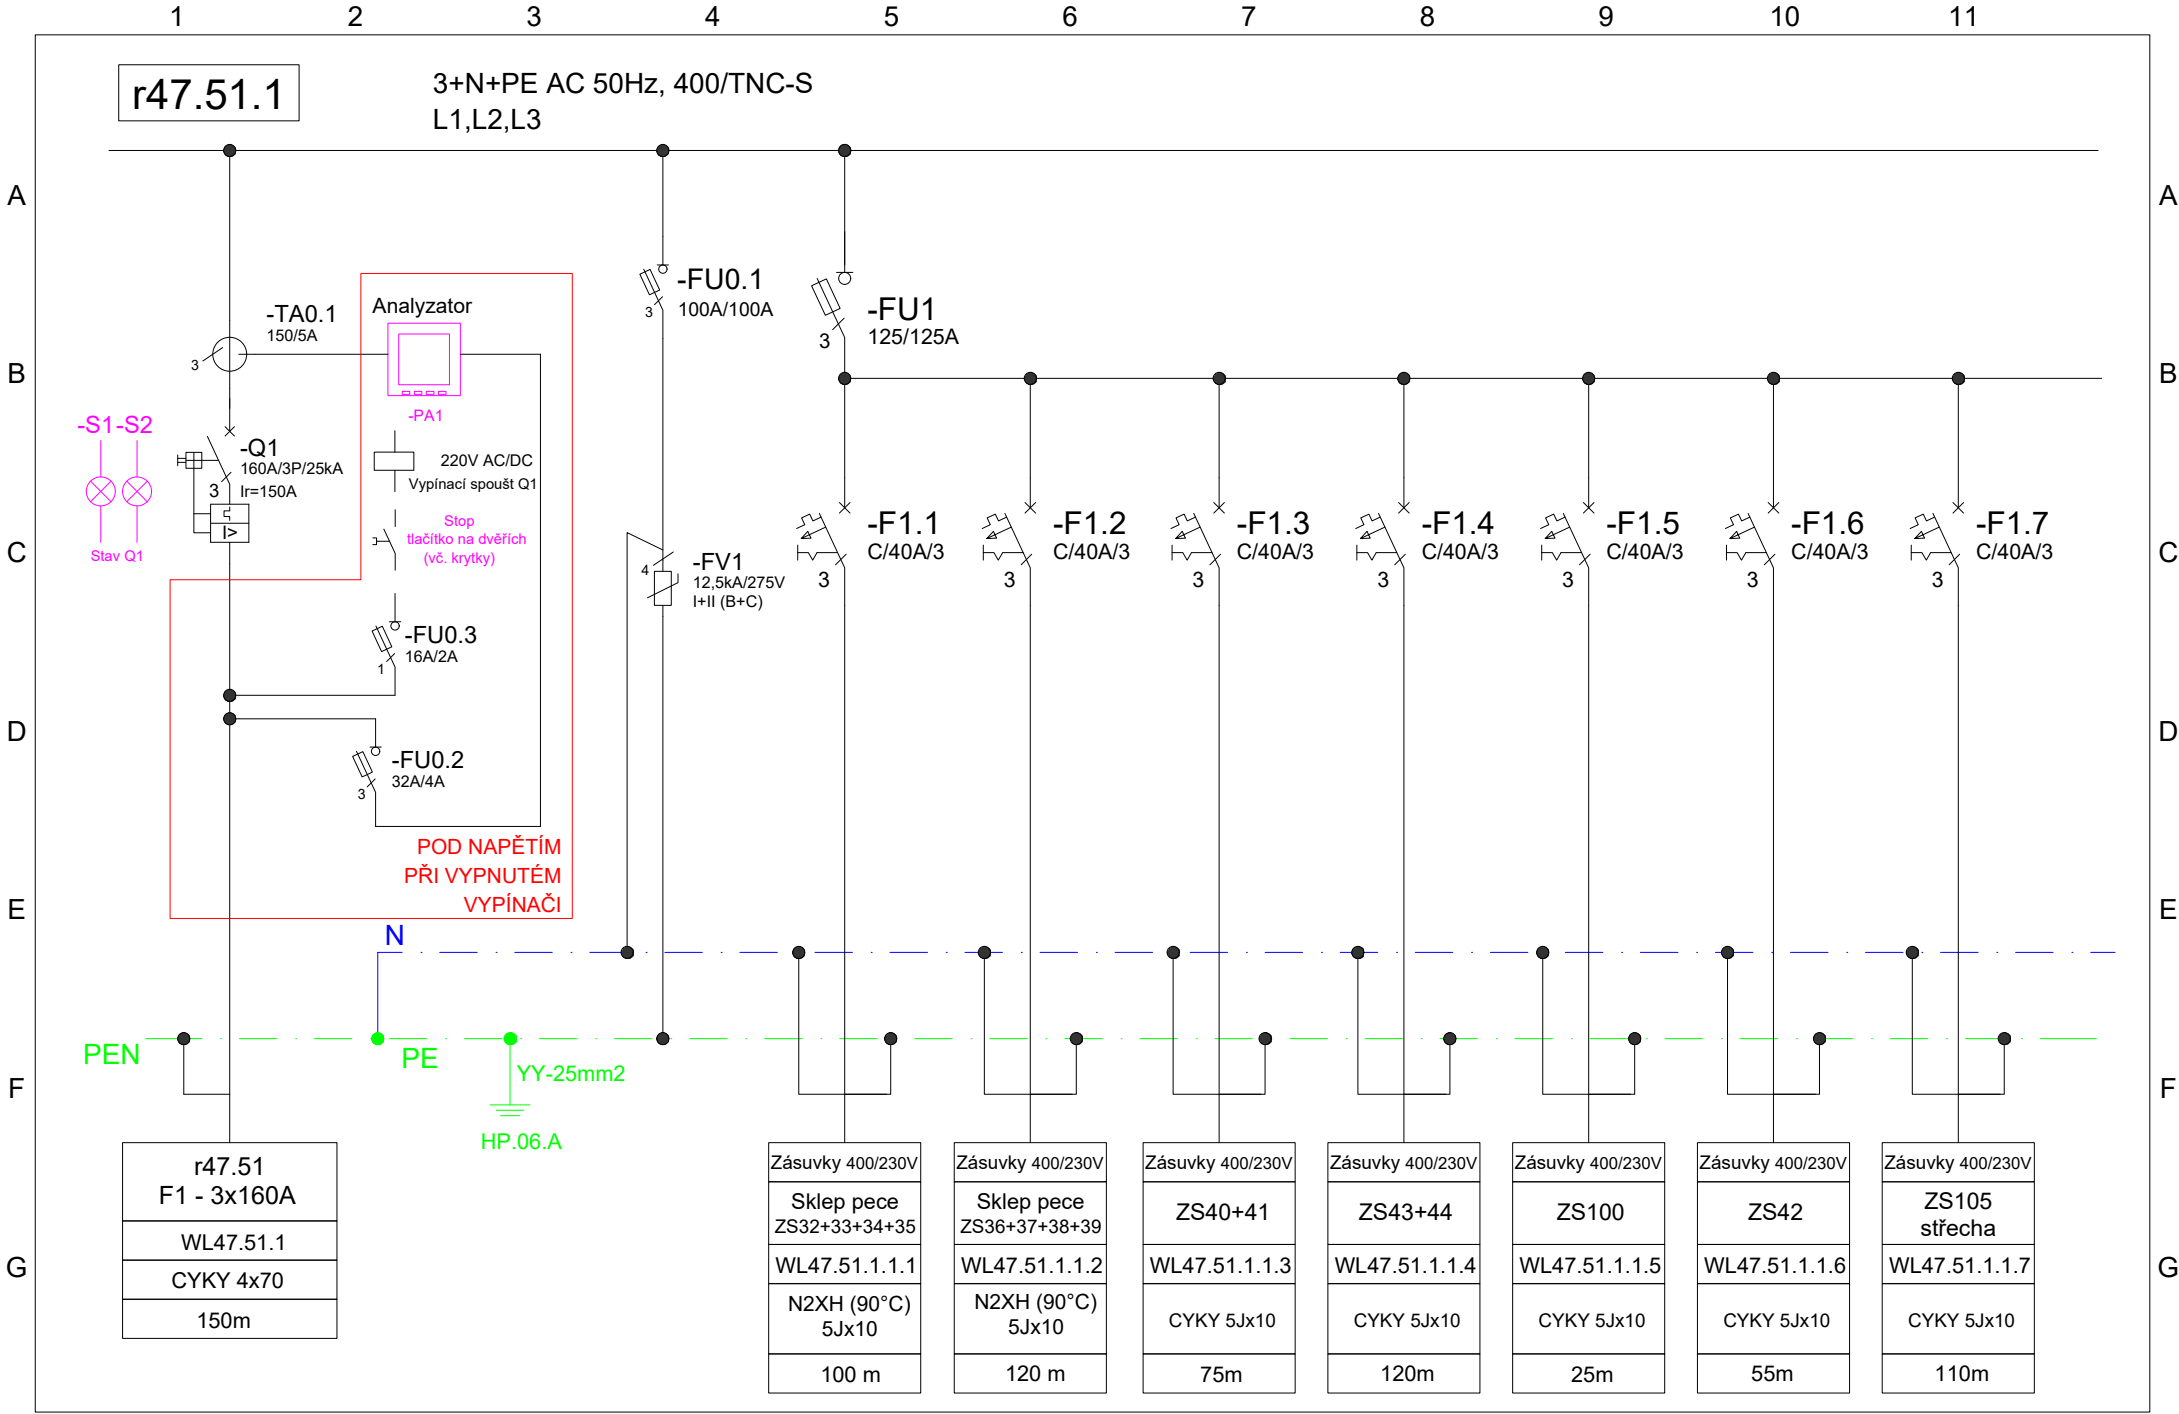 1 2 3 4 5 6 7 8 9 10 11
r47.51.1
3+N+PE AC 50Hz, 400/TNC-S
L1,L2,L3
A
A
-FU0.1
100A/100A
3
-FU1
125/125A
3
-TA0.1
150/5A
3
Analyzator
-PA1
B
B
-S1 -S2
Stav Q1
-Q1
160A/3P/25kA
Ir=150A
3
I>
220V AC/DC
Vypínací spoušt Q1
Stop
tlačítko na dvěřích
(vč. krytky)
C
C
-FV1
12,5kA/275V
I+II (B+C)
4
-F1.1
C/40A/3
3
-F1.2
C/40A/3
3
-F1.3
C/40A/3
3
-F1.4
C/40A/3
3
-F1.5
C/40A/3
3
-F1.6
C/40A/3
3
-F1.7
C/40A/3
3
-FU0.3
16A/2A
1
D
D
-FU0.2
32A/4A
3
POD NAPĚTÍM
PŘI VYPNUTÉM
VYPÍNAČI
E
E
N
PEN
PE
YY-25mm2
HP.06.A
F
F
r47.51
F1 - 3x160A
WL47.51.1
CYKY 4x70
150m
Zásuvky 400/230V
Sklep pece
ZS32+33+34+35
WL47.51.1.1.1
N2XH (90°C)
5Jx10
100 m
Zásuvky 400/230V
Sklep pece
ZS36+37+38+39
WL47.51.1.1.2
N2XH (90°C)
5Jx10
120 m
Zásuvky 400/230V
ZS40+41
WL47.51.1.1.3
CYKY 5Jx10
75m
Zásuvky 400/230V
ZS43+44
WL47.51.1.1.4
CYKY 5Jx10
120m
Zásuvky 400/230V
ZS100
WL47.51.1.1.5
CYKY 5Jx10
25m
Zásuvky 400/230V
ZS42
WL47.51.1.1.6
CYKY 5Jx10
55m
Zásuvky 400/230V
ZS105
střecha
WL47.51.1.1.7
CYKY 5Jx10
110m
G
G